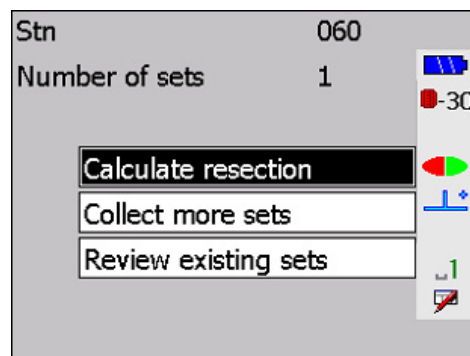 Stn 060
Number of sets 1
-30
Calculate resection
Collect more sets
Review existing sets
1